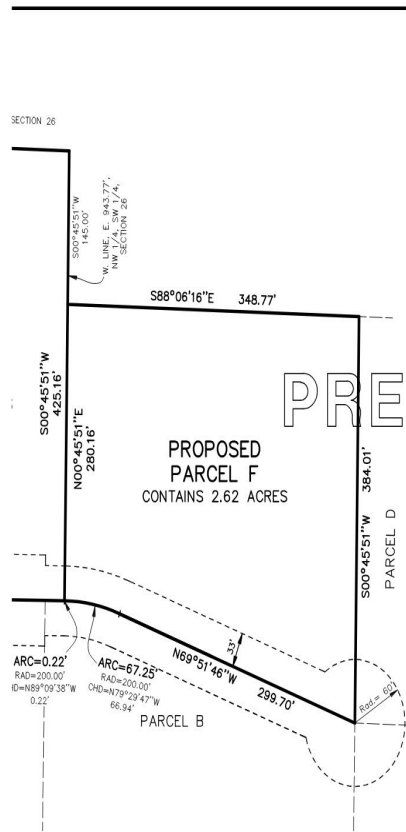 SECTION 26
S00°45'51"W
145.00'
W. LINE, E. 943.77',
NW 1/4, SW 1/4,
SECTION 26
S88°06'16"E 348.77'
S00°45'51"W
425.16'
N00°45'51"E
280.16'
PRE
PROPOSED
PARCEL F
CONTAINS 2.62 ACRES
S00°45'51"W 384.01'
PARCEL D
33'
N69°51'46"W 299.70'
Rad.= 60'
ARC=0.22'
RAD=200.00'
HD=N89°09'38"W
0.22'
ARC=67.25'
RAD=200.00'
CHD=N79°29'47"W
66.94'
PARCEL B